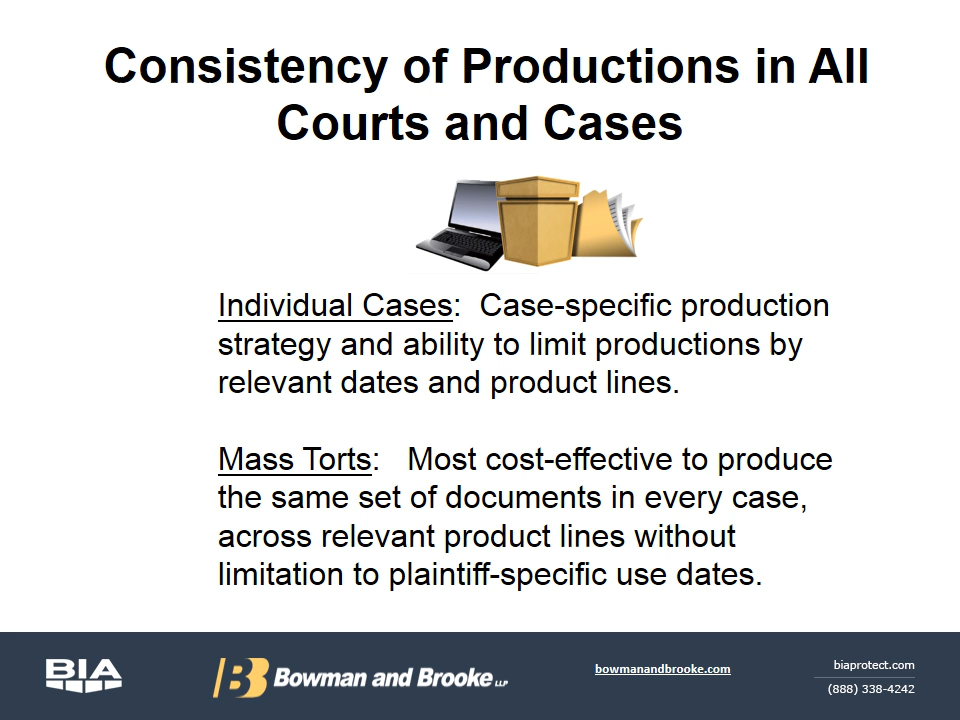 Consistency of Productions in All
Courts and Cases
Individual Cases:  Case-specific production
strategy and ability to limit productions by
relevant dates and product lines.
Mass Torts:   Most cost-effective to produce
the same set of documents in every case,
across relevant product lines without
limitation to plaintiff-specific use dates.
BIA
B Bowman and Brooke LLP
bowmanandbrooke.com
biaprotect.com
(888) 338-4242